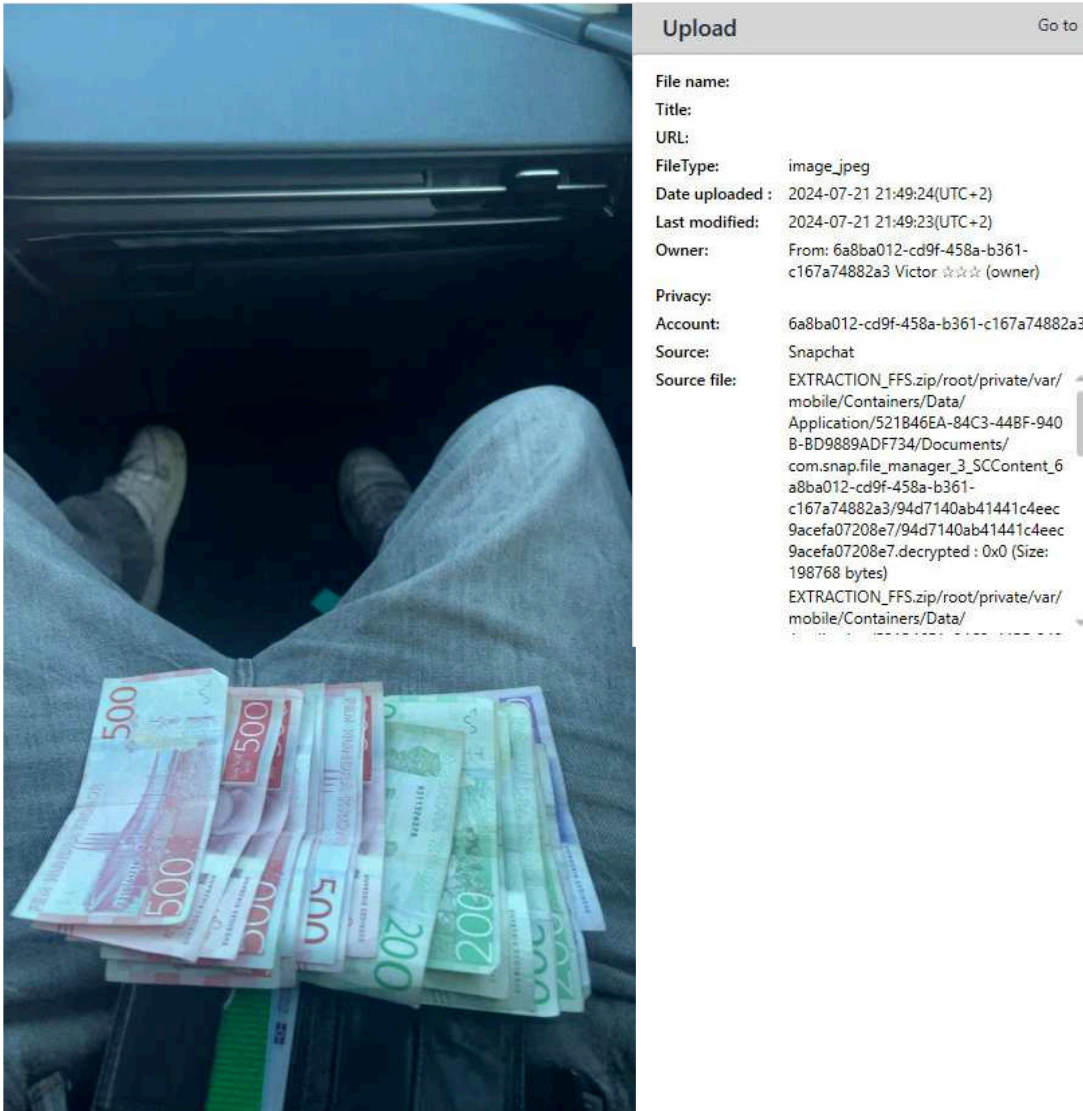 Upload
Go to
File name:
Title:
URL:
FileType: image_jpeg
Date uploaded : 2024-07-21 21:49:24(UTC+2)
Last modified: 2024-07-21 21:49:23(UTC+2)
Owner: From: 6a8ba012-cd9f-458a-b361-
c167a74882a3 Victor ☆☆☆ (owner)
Privacy:
Account: 6a8ba012-cd9f-458a-b361-c167a74882a3
Source: Snapchat
Source file: EXTRACTION_FFS.zip/root/private/var/
mobile/Containers/Data/
Application/521B46EA-84C3-44BF-940
B-BD9889ADF734/Documents/
com.snap.file_manager_3_SCContent_6
a8ba012-cd9f-458a-b361-
c167a74882a3/94d7140ab41441c4eec
9acefa07208e7/94d7140ab41441c4eec
9acefa07208e7.decrypted : 0x0 (Size:
198768 bytes)
EXTRACTION_FFS.zip/root/private/var/
mobile/Containers/Data/
500
500
500
500
500
200
200
200